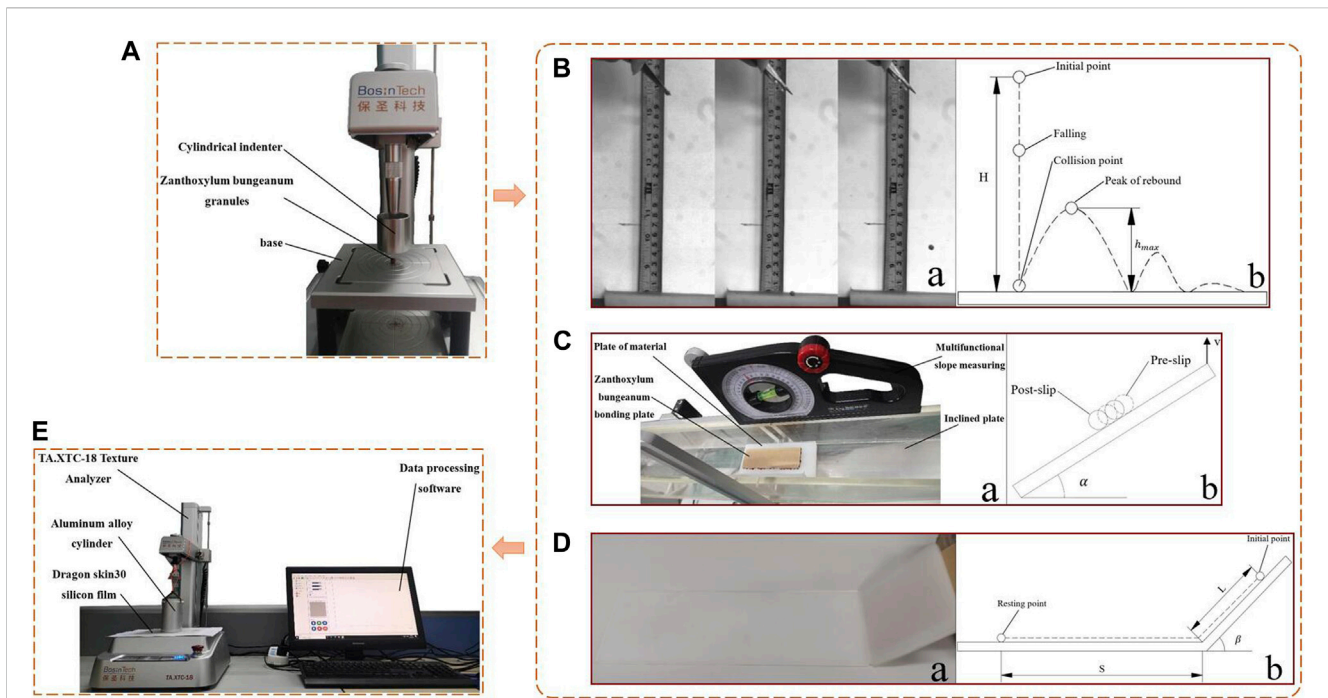 A
BosinTech
保圣科技
Cylindrical indenter
Zanthoxylum bungeanum
granules
base
B
a
Initial point
Falling
Collision point
Peak of rebound
H
hmax
b
C
Plate of material
Zanthoxylum
bungeanum
bonding plate
Multifunctional
slope measuring
Inclined plate
a
V
Pre-slip
Post-slip
α
b
D
a
Initial point
L
Resting point
β
S
b
E
TA.XTC-18 Texture
Analyzer
Aluminum alloy
cylinder
Dragon skin30
silicon film
Data processing
software
BosinTech
保圣科技
TA.XTC-18